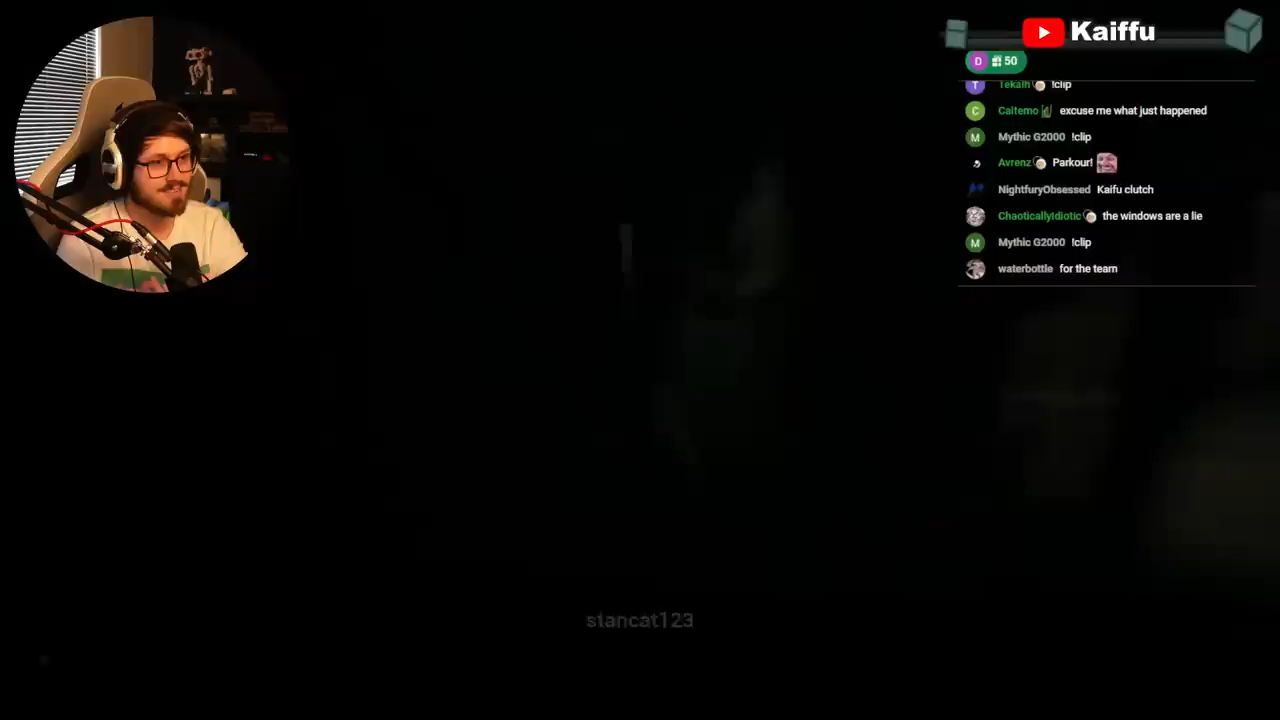 Kaiffu
D 50
T Tekalh !clip
C Caltemo excuse me what just happened
M Mythic G2000 !clip
Avrenz Parkour!
NightfuryObsessed Kaifu clutch
ChaoticallyIdiotic the windows are a lie
M Mythic G2000 !clip
waterbottle for the team
stancat123